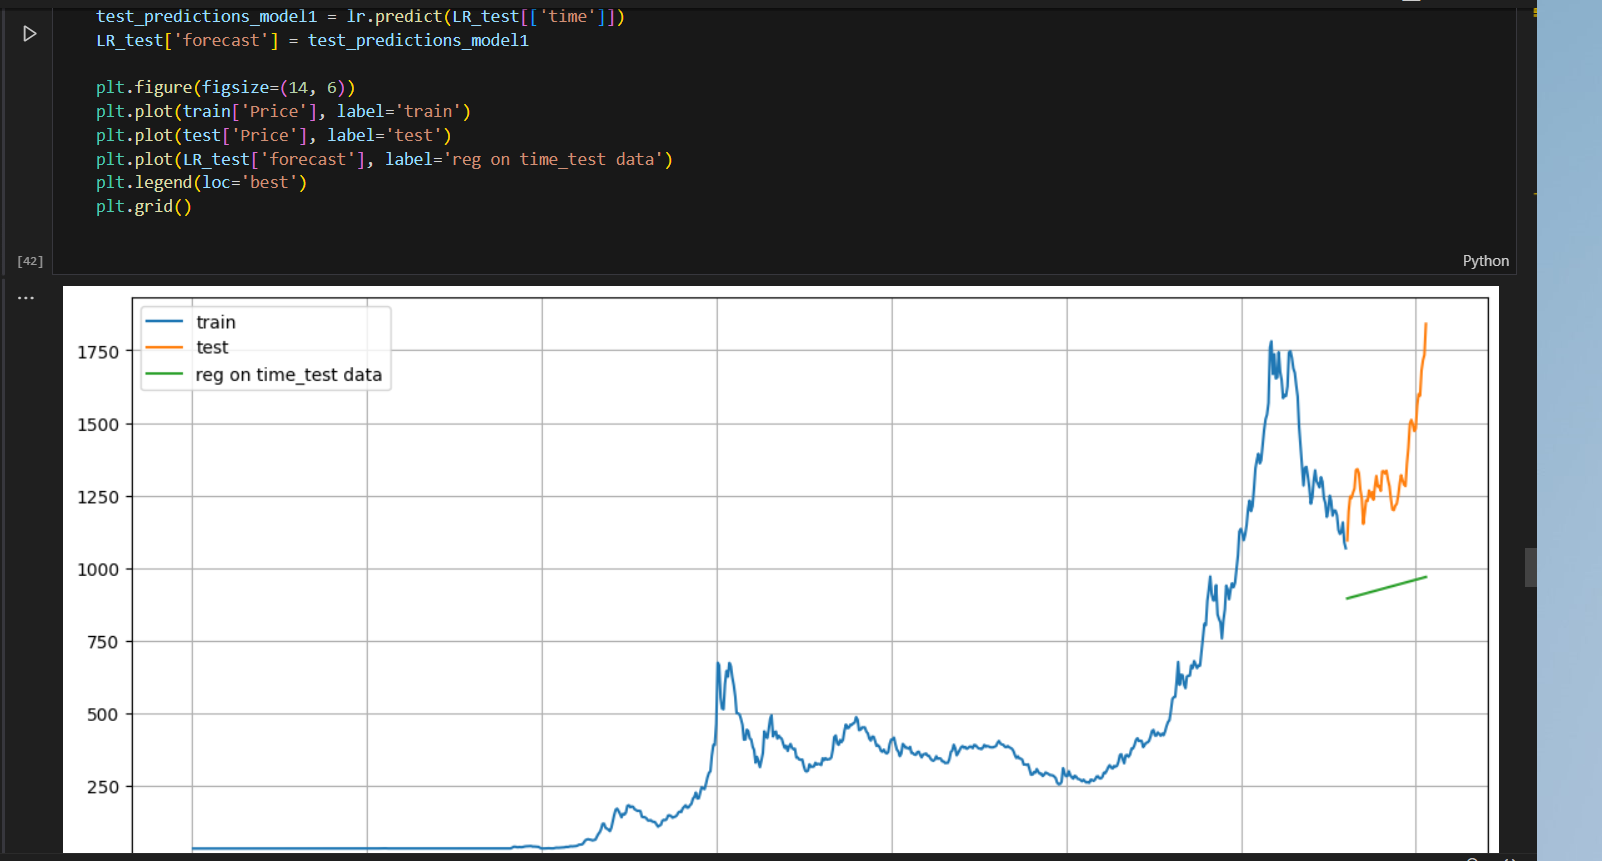 test_predictions_model1 = lr.predict(LR_test[['time']])
LR_test['forecast'] = test_predictions_model1
plt.figure(figsize=(14, 6))
plt.plot(train['Price'], label='train')
plt.plot(test['Price'], label='test')
plt.plot(LR_test['forecast'], label='reg on time_test data')
plt.legend(loc='best')
plt.grid()
[42]
Python
train
test
reg on time_test data
1750
1500
1250
1000
750
500
250